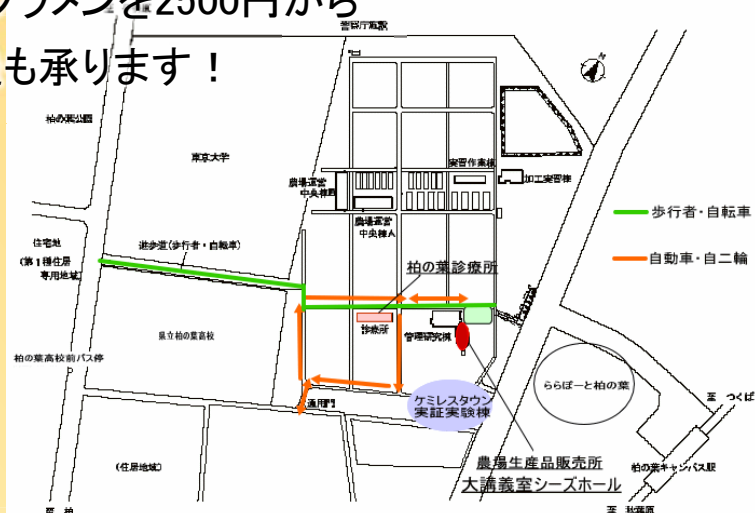 ラメンを2500円から
も承ります！
警察庁施設
柏の葉公園
東京大学
実習作業棟
加工実習棟
農場運営
中央棟B
農場運営
中央棟A
歩行者・自転車
自動車・自二輪
住宅地
(第１種住居
専用地域)
遊歩道(歩行者・自転車)
柏の葉診療所
診療所
管理研究棟
県立柏の葉高校
柏の葉高校前バス停
通用門
ケミレスタウン
実証実験棟
ららぽーと柏の葉
至 つくば
農場生産品販売所
大講義室シーズホール
柏の葉キャンパス駅
(住居地域)
至 柏
至 秋葉原
N